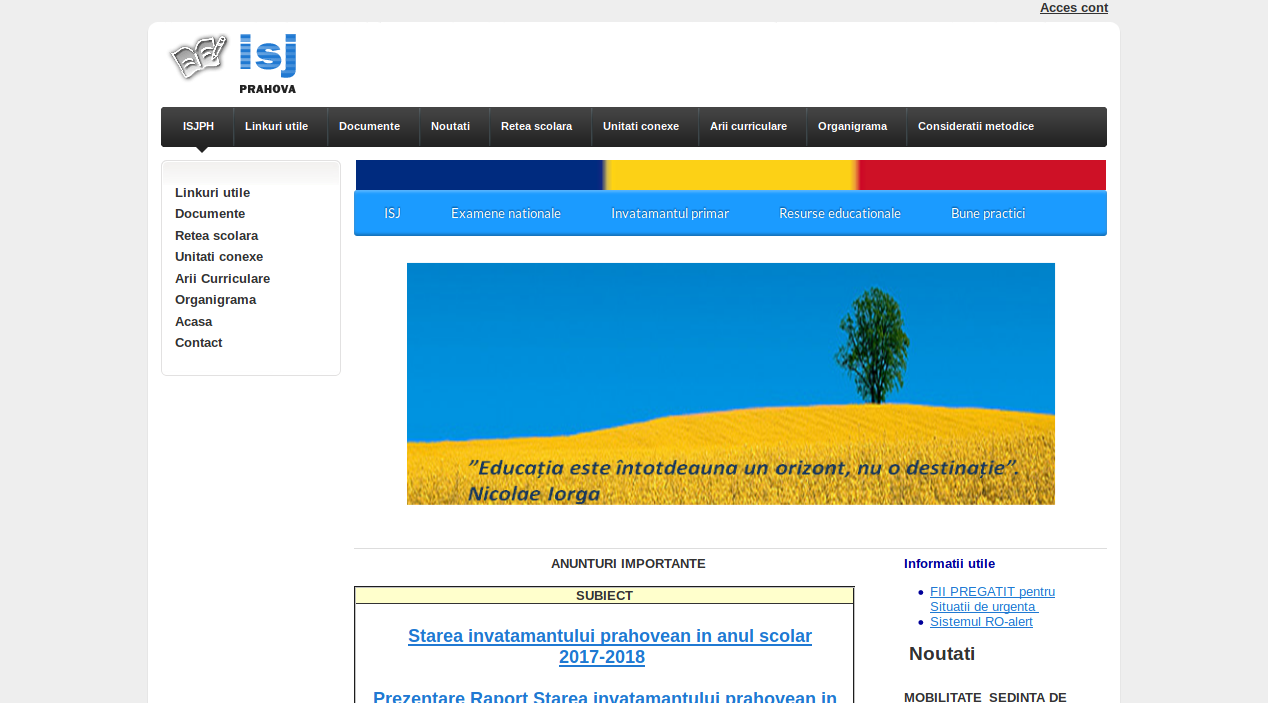 Acces cont
isj
PRAHOVA
ISJPH Linkuri utile Documente Noutati Retea scolara Unitati conexe Arii curriculare Organigrama Consideratii metodice
Linkuri utile
Documente
Retea scolara
Unitati conexe
Arii Curriculare
Organigrama
Acasa
Contact
ISJ Examene nationale Invatamantul primar Resurse educationale Bune practici
”Educația este întotdeauna un orizont, nu o destinație”.
Nicolae Iorga
ANUNTURI IMPORTANTE
SUBIECT
Starea invatamantului prahovean in anul scolar
2017-2018
Prezentare Raport Starea invatamantului prahovean in
Informatii utile
FII PREGATIT pentru
Situatii de urgenta
Sistemul RO-alert
Noutati
MOBILITATE SEDINTA DE